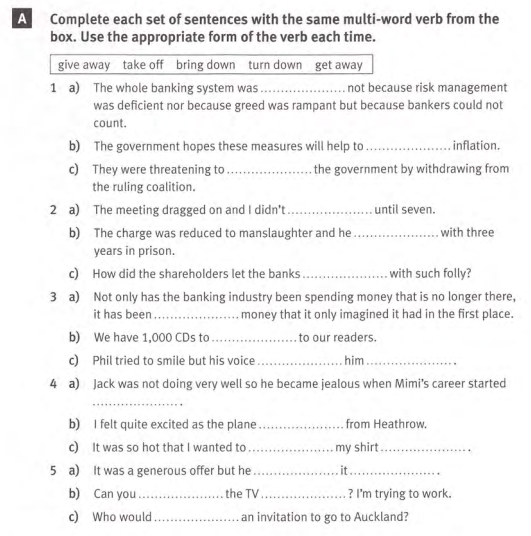 A Complete each set of sentences with the same multi-word verb from the
box. Use the appropriate form of the verb each time.
give away take off bring down turn down get away
1 a) The whole banking system was ..................... not because risk management
was deficient nor because greed was rampant but because bankers could not
count.
b) The government hopes these measures will help to ..................... inflation.
c) They were threatening to ..................... the government by withdrawing from
the ruling coalition.
2 a) The meeting dragged on and I didn't ..................... until seven.
b) The charge was reduced to manslaughter and he ..................... with three
years in prison.
c) How did the shareholders let the banks ..................... with such folly?
3 a) Not only has the banking industry been spending money that is no longer there,
it has been ..................... money that it only imagined it had in the first place.
b) We have 1,000 CDs to ..................... to our readers.
c) Phil tried to smile but his voice ..................... him ..................... .
4 a) Jack was not doing very well so he became jealous when Mimi's career started
..................... .
b) I felt quite excited as the plane ..................... from Heathrow.
c) It was so hot that I wanted to ..................... my shirt ..................... .
5 a) It was a generous offer but he ..................... it ..................... .
b) Can you ..................... the TV ..................... ? I'm trying to work.
c) Who would ..................... an invitation to go to Auckland?